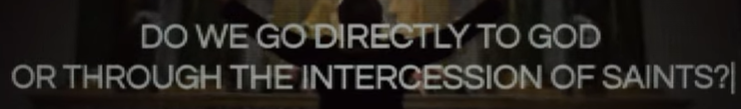 DO WE GO DIRECTLY TO GOD
OR THROUGH THE INTERCESSION OF SAINTS?